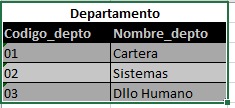 Departamento
Codigo_depto Nombre_depto
01 Cartera
02 Sistemas
03 Dllo Humano